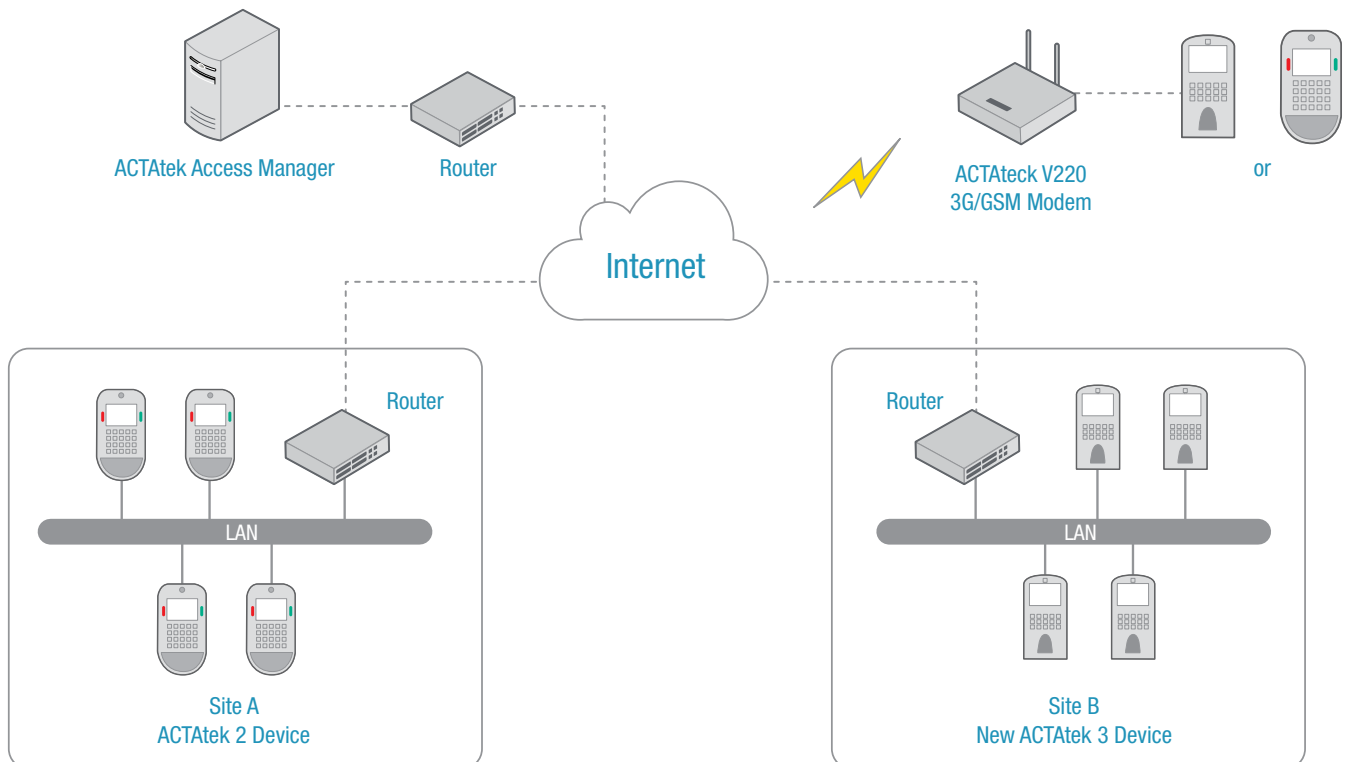 ACTAtek Access Manager
Router
ACTAteck V220
3G/GSM Modem
or
Internet
Router
LAN
Site A
ACTAtek 2 Device
Router
LAN
Site B
New ACTAtek 3 Device